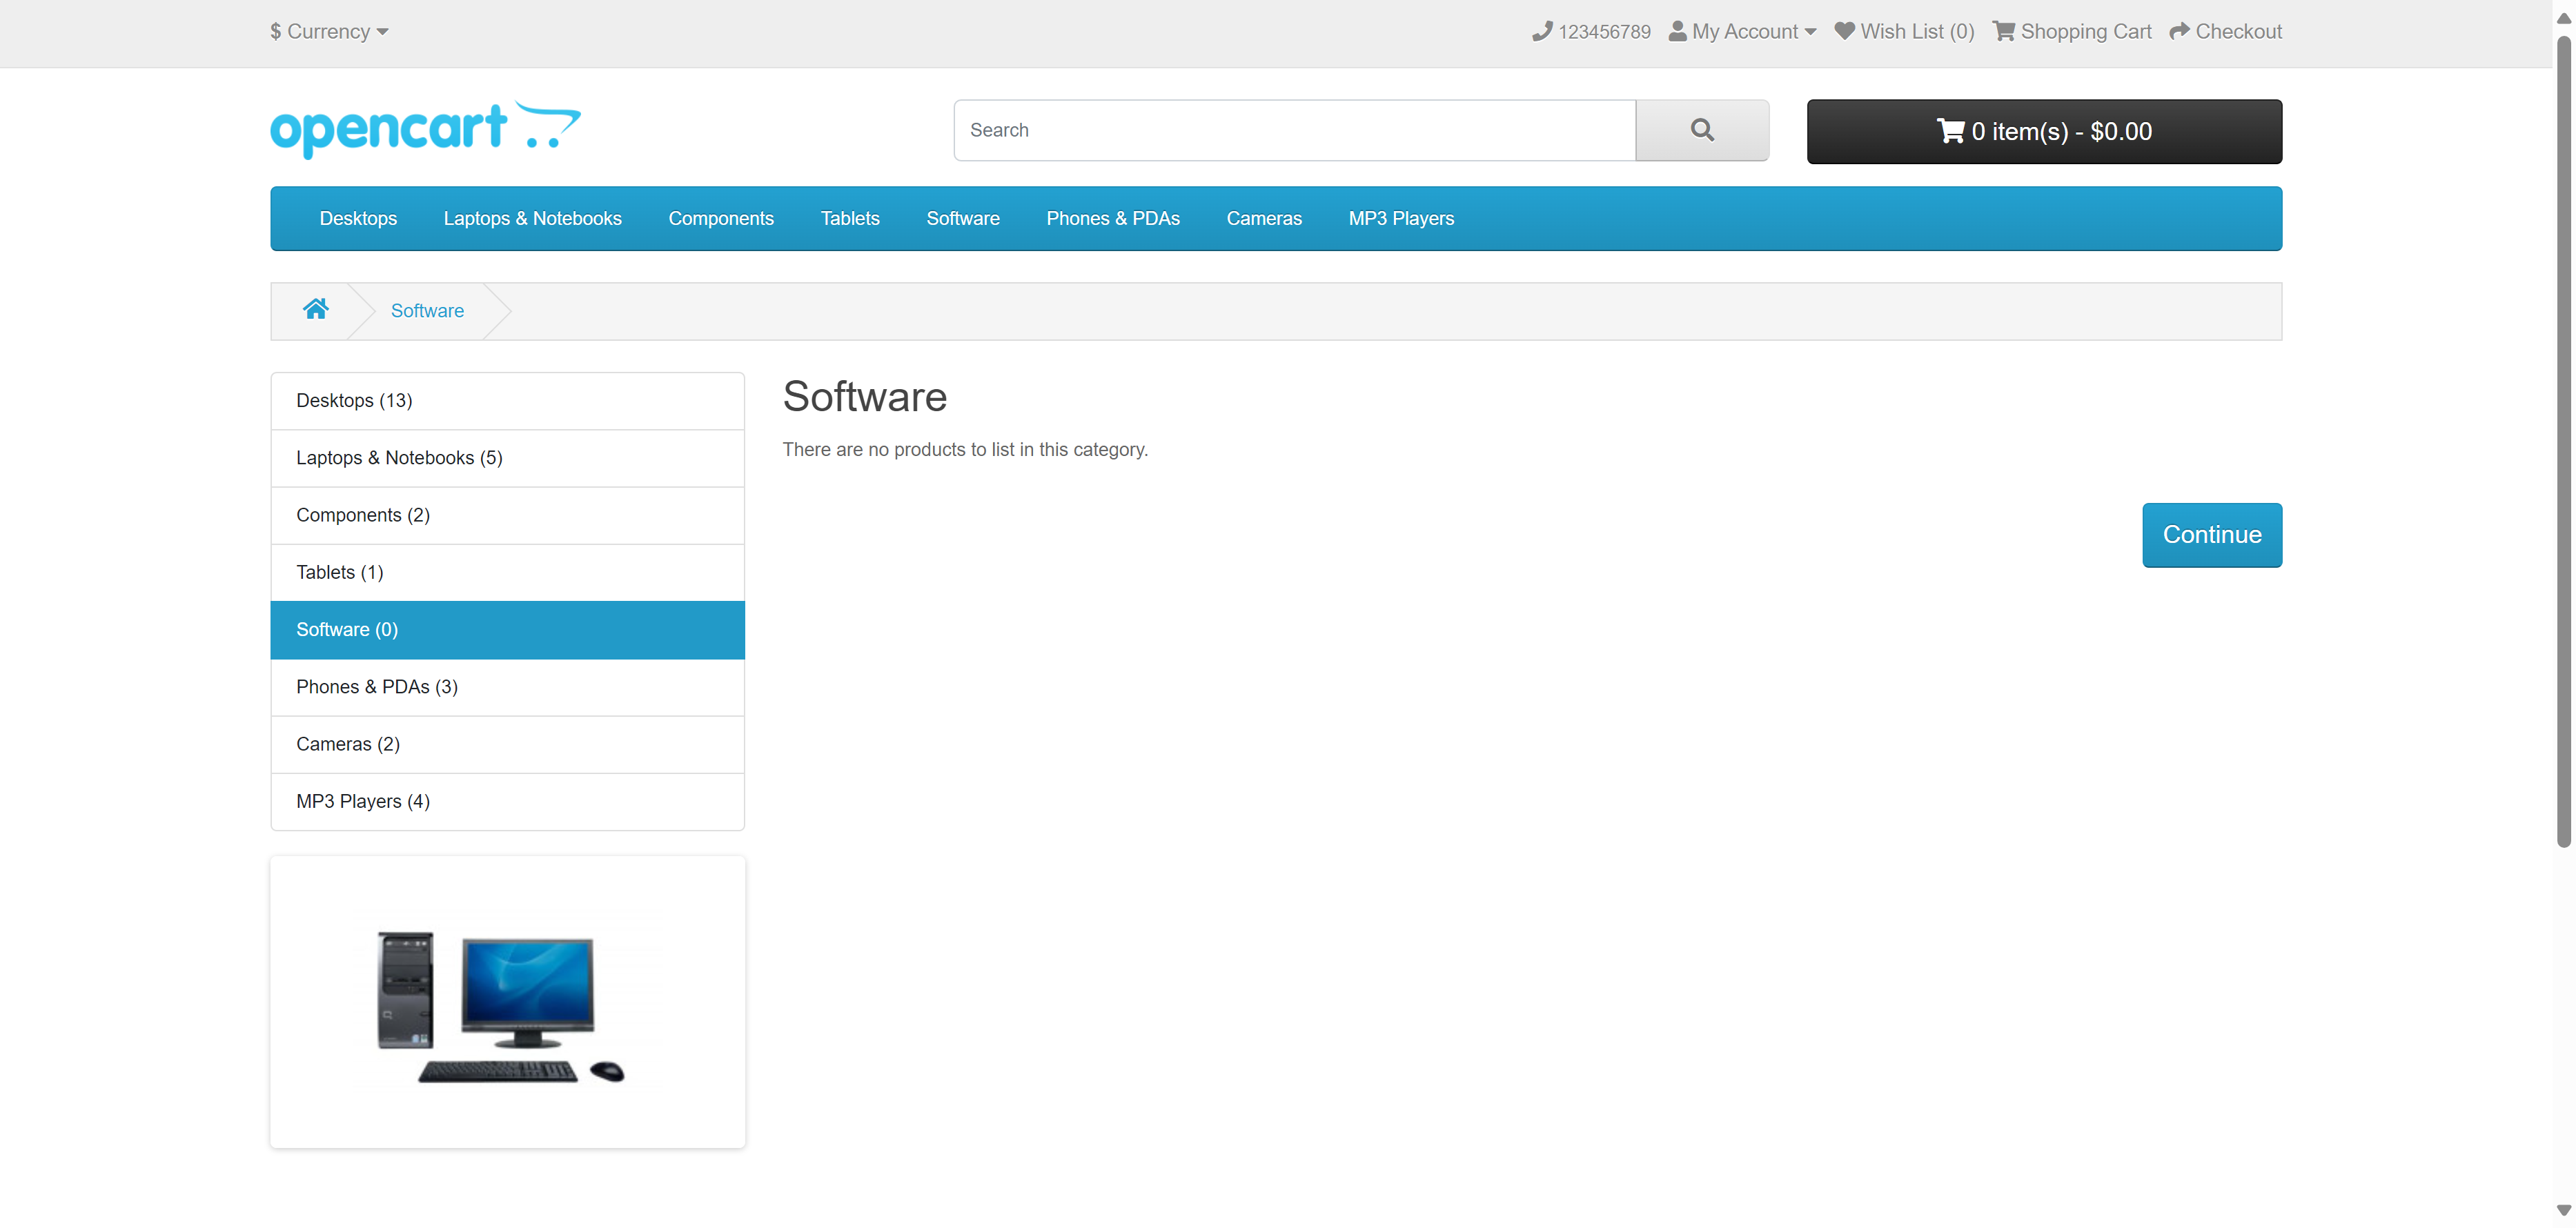 $ Currency
123456789 My Account Wish List (0) Shopping Cart Checkout
opencart
Search
0 item(s) - $0.00
Desktops Laptops & Notebooks Components Tablets Software Phones & PDAs Cameras MP3 Players
Software
Desktops (13)
Laptops & Notebooks (5)
Components (2)
Tablets (1)
Software (0)
Phones & PDAs (3)
Cameras (2)
MP3 Players (4)
Software
There are no products to list in this category.
Continue